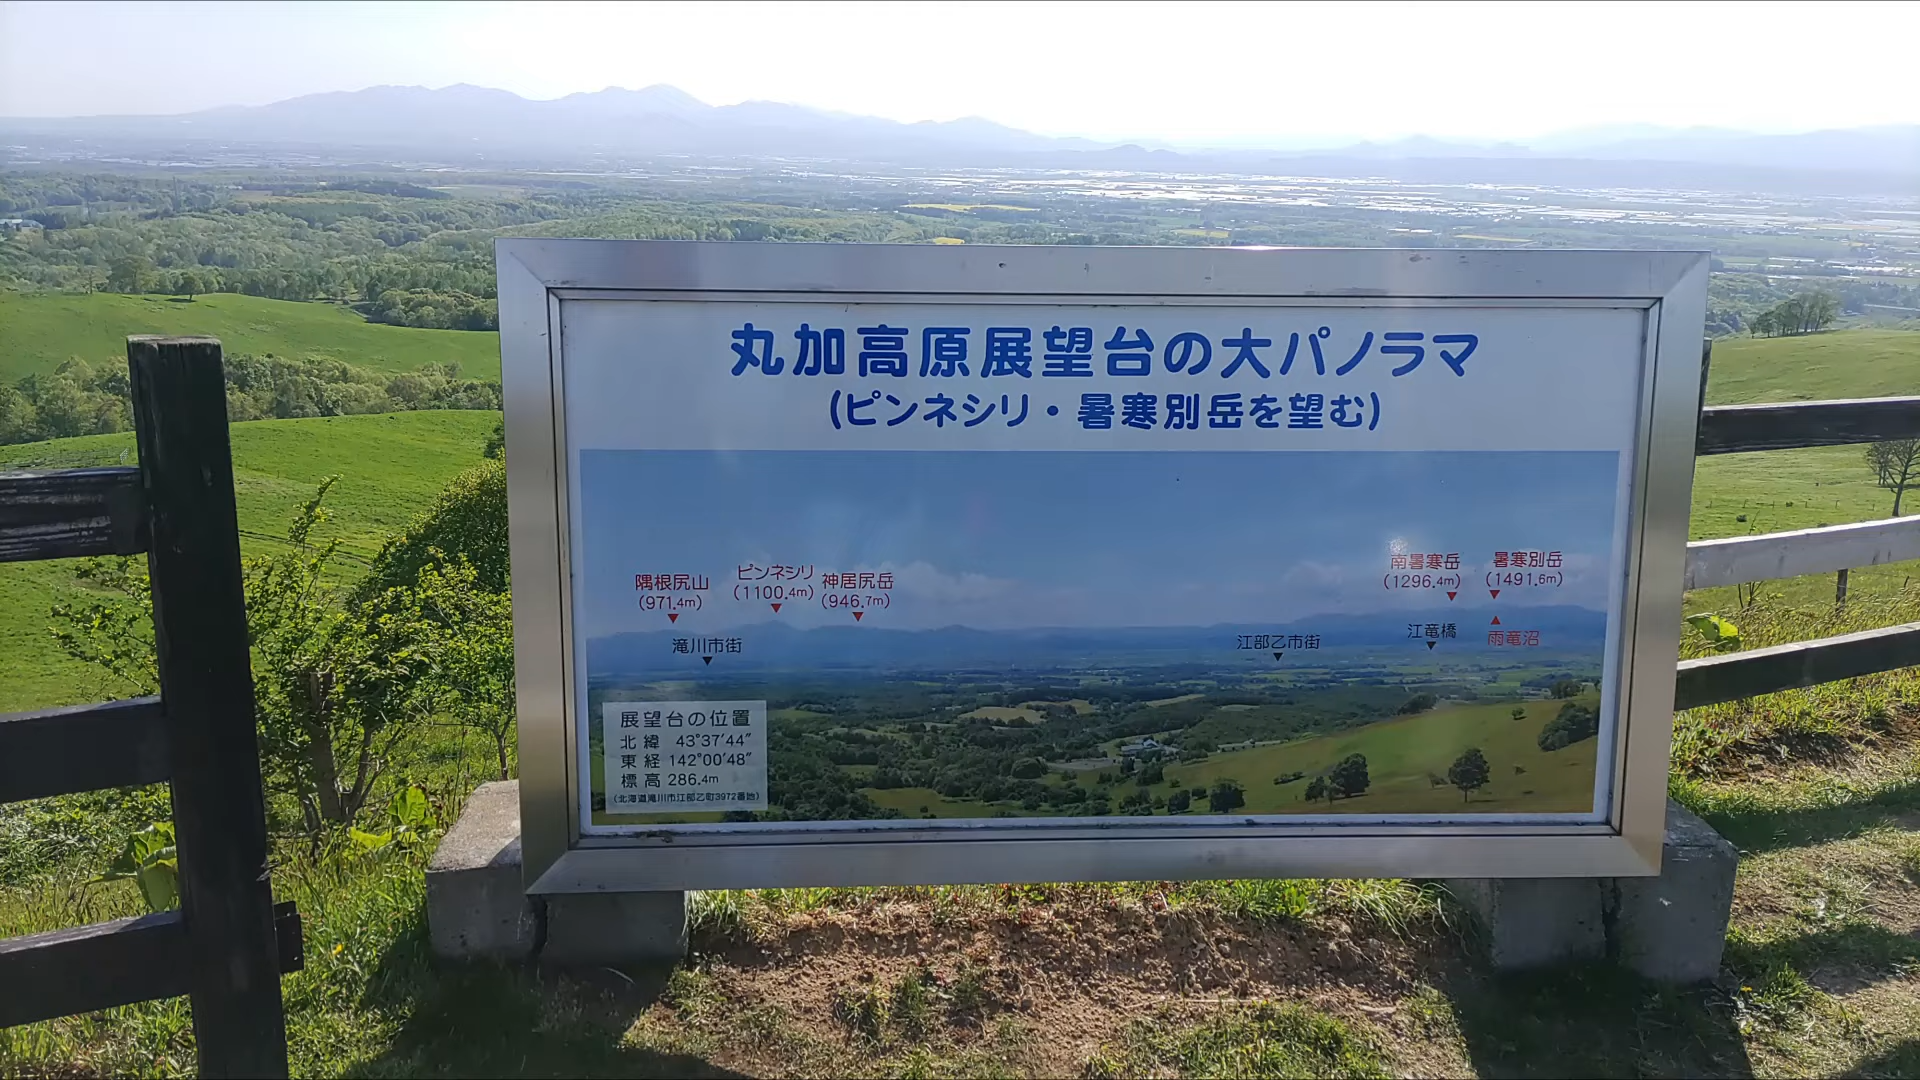 丸加高原展望台の大パノラマ
(ピンネシリ・暑寒別岳を望む)
隅根尻山
(971.4m)
ピンネシリ
(1100.4m)
神居尻岳
(946.7m)
南暑寒岳
(1296.4m)
暑寒別岳
(1491.6m)
滝川市街
江部乙市街
江竜橋
雨竜沼
展望台の位置
北緯 43°37′44″
東経 142°00′48″
標高 286.4m
(北海道滝川市江部乙町3972番地)